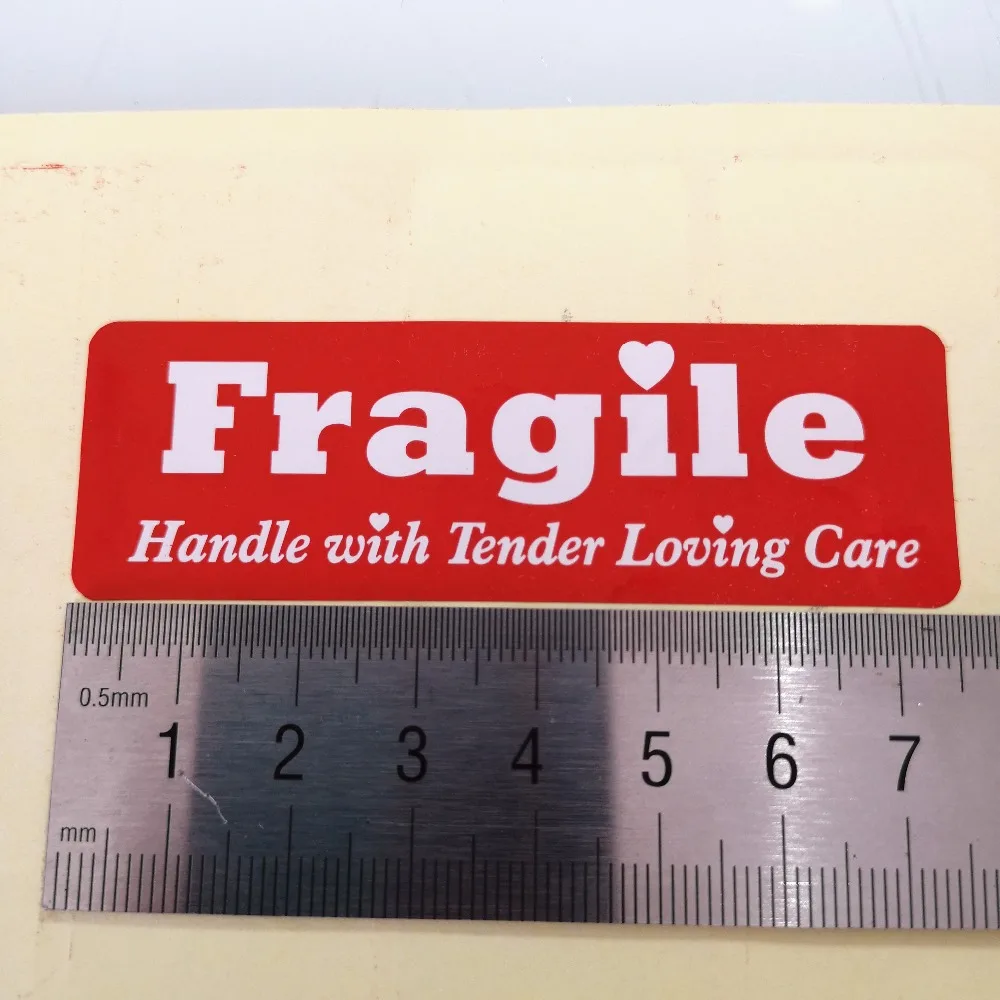 Fragile
Handle with Tender Loving Care
0.5mm
1 2 3 4 5 6 7
mm